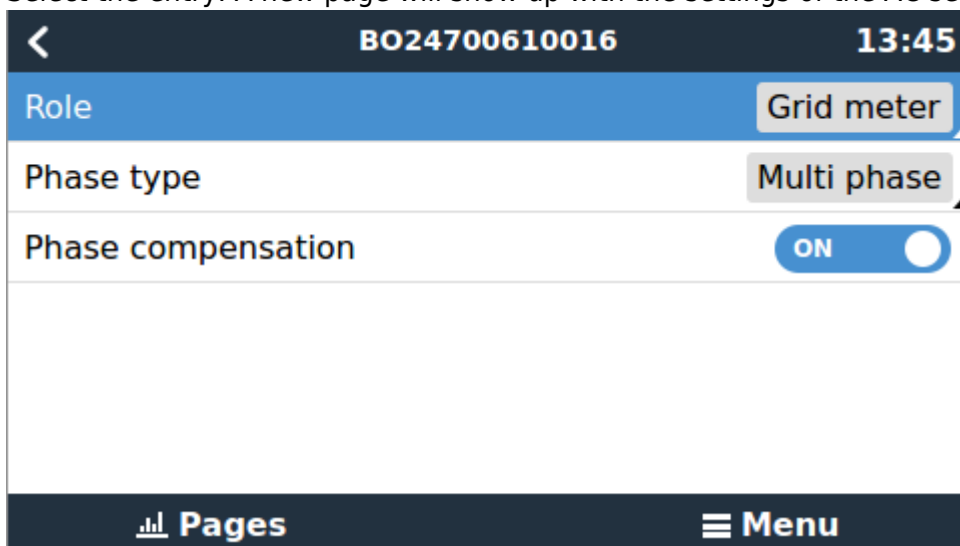 BO24700610016 13:45
Role Grid meter
Phase type Multi phase
Phase compensation ON
Pages Menu